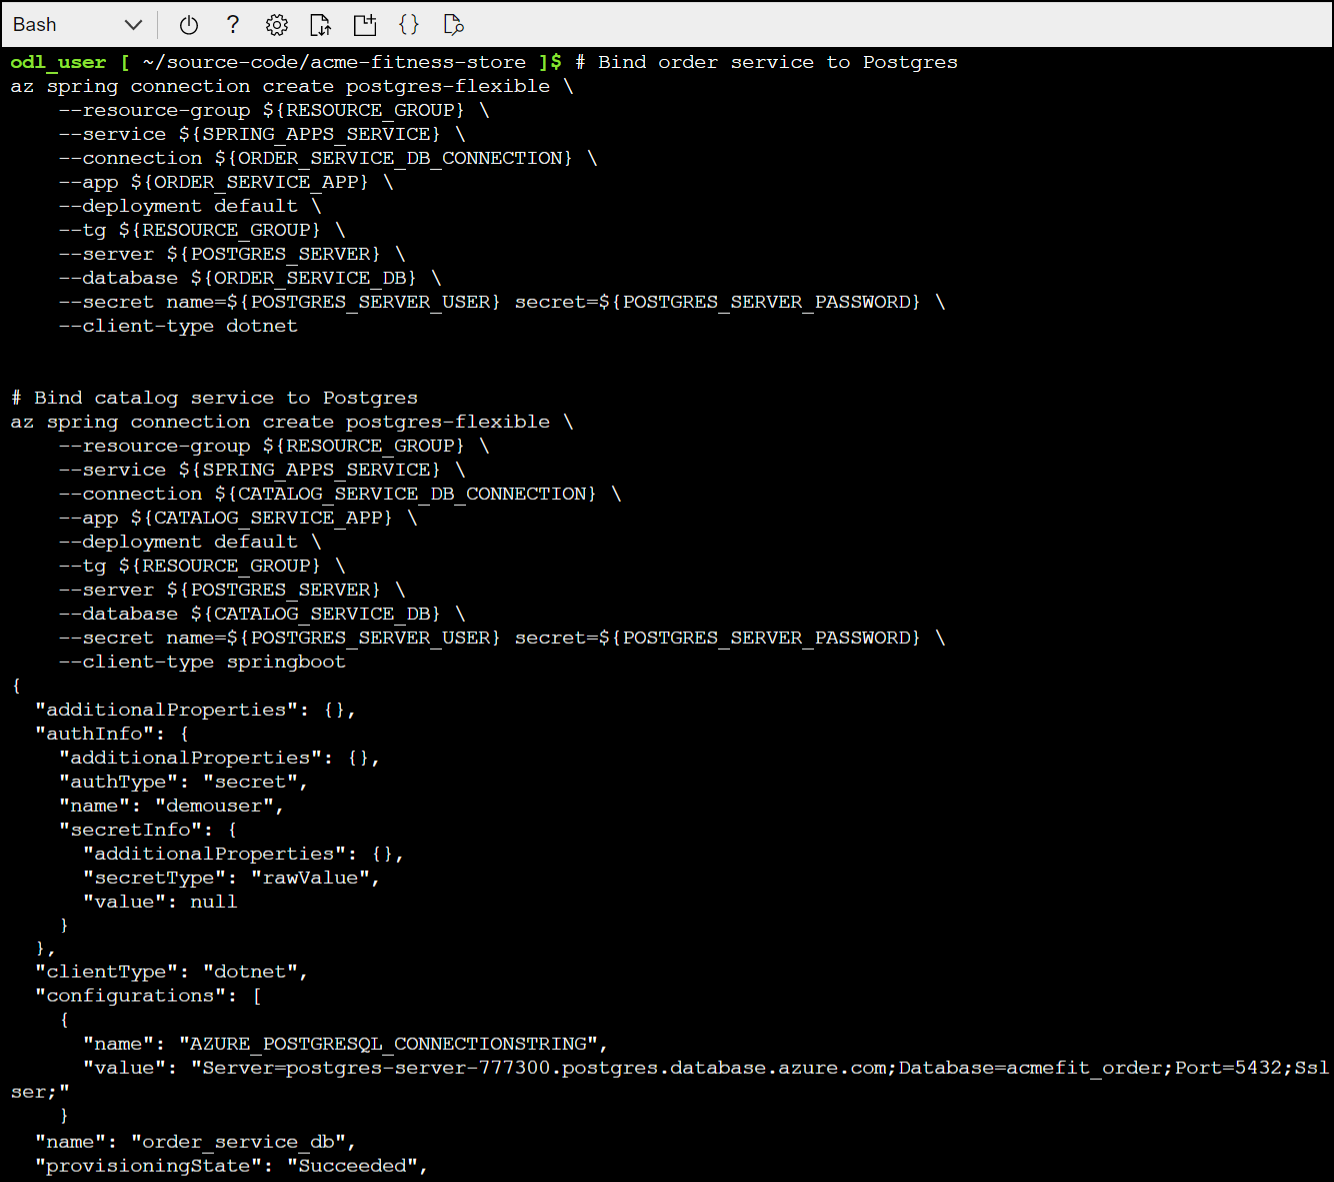 Bash
odl_user [ ~/source-code/acme-fitness-store ]$ # Bind order service to Postgres
az spring connection create postgres-flexible \
    --resource-group ${RESOURCE_GROUP} \
    --service ${SPRING_APPS_SERVICE} \
    --connection ${ORDER_SERVICE_DB_CONNECTION} \
    --app ${ORDER_SERVICE_APP} \
    --deployment default \
    --tg ${RESOURCE_GROUP} \
    --server ${POSTGRES_SERVER} \
    --database ${ORDER_SERVICE_DB} \
    --secret name=${POSTGRES_SERVER_USER} secret=${POSTGRES_SERVER_PASSWORD} \
    --client-type dotnet
# Bind catalog service to Postgres
az spring connection create postgres-flexible \
    --resource-group ${RESOURCE_GROUP} \
    --service ${SPRING_APPS_SERVICE} \
    --connection ${CATALOG_SERVICE_DB_CONNECTION} \
    --app ${CATALOG_SERVICE_APP} \
    --deployment default \
    --tg ${RESOURCE_GROUP} \
    --server ${POSTGRES_SERVER} \
    --database ${CATALOG_SERVICE_DB} \
    --secret name=${POSTGRES_SERVER_USER} secret=${POSTGRES_SERVER_PASSWORD} \
    --client-type springboot
{
  "additionalProperties": {},
  "authInfo": {
    "additionalProperties": {},
    "authType": "secret",
    "name": "demouser",
    "secretInfo": {
      "additionalProperties": {},
      "secretType": "rawValue",
      "value": null
    }
  },
  "clientType": "dotnet",
  "configurations": [
    {
      "name": "AZURE_POSTGRESQL_CONNECTIONSTRING",
      "value": "Server=postgres-server-777300.postgres.database.azure.com;Database=acmefit_order;Port=5432;Ssl
ser;"
    }
  "name": "order_service_db",
  "provisioningState": "Succeeded",